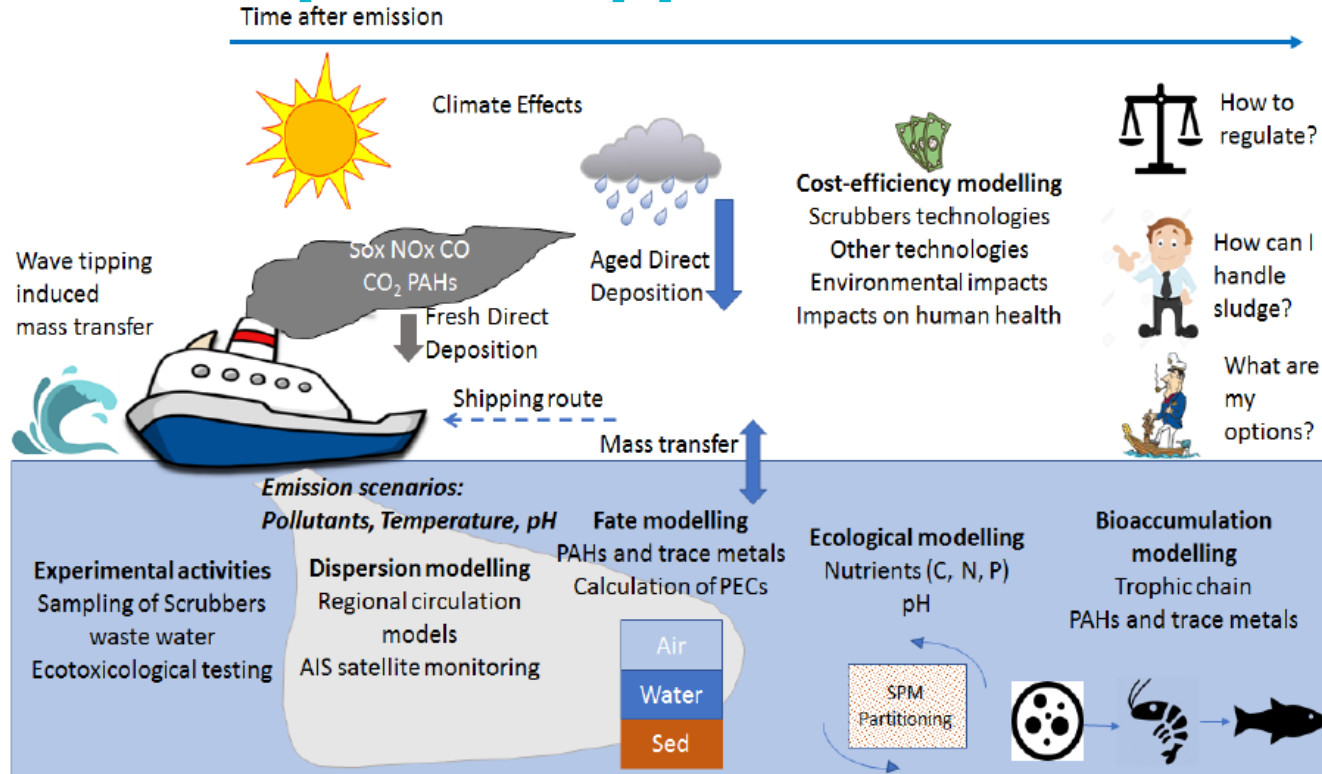 Time after emission
Climate Effects
How to
regulate?
Cost-efficiency modelling
Scrubbers technologies
Other technologies
Environmental impacts
Impacts on human health
Sox NOx CO
CO₂ PAHs
Aged Direct
Deposition
Wave tipping
induced
mass transfer
How can I
handle
sludge?
Fresh Direct
Deposition
Shipping route
What are
my
options?
Mass transfer
Emission scenarios:
Pollutants, Temperature, pH
Experimental activities
Sampling of Scrubbers
waste water
Ecotoxicological testing
Dispersion modelling
Regional circulation
models
AIS satellite monitoring
Fate modelling
PAHs and trace metals
Calculation of PECs
Air
Water
Sed
Ecological modelling
Nutrients (C, N, P)
pH
SPM
Partitioning
Bioaccumulation
modelling
Trophic chain
PAHs and trace metals